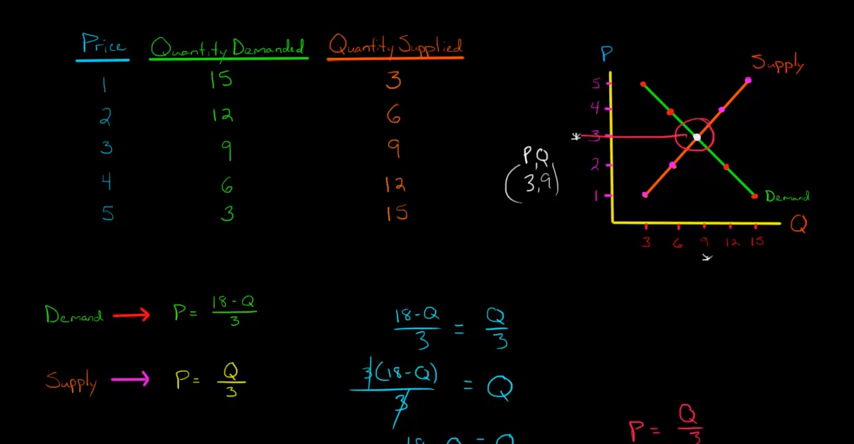 Price Quantity Demanded Quantity Supplied
1 15 3
2 12 6
3 9 9
4 6 12
5 3 15
P
Supply
5
4
3
2
1
P,Q
(3,9)
Demand
Q
3 6 9 12 15
Demand → P = (18-Q)/3
Supply → P = Q/3
(18-Q)/3 = Q/3
3(18-Q)/3 = Q
18-Q = Q
P = Q/3